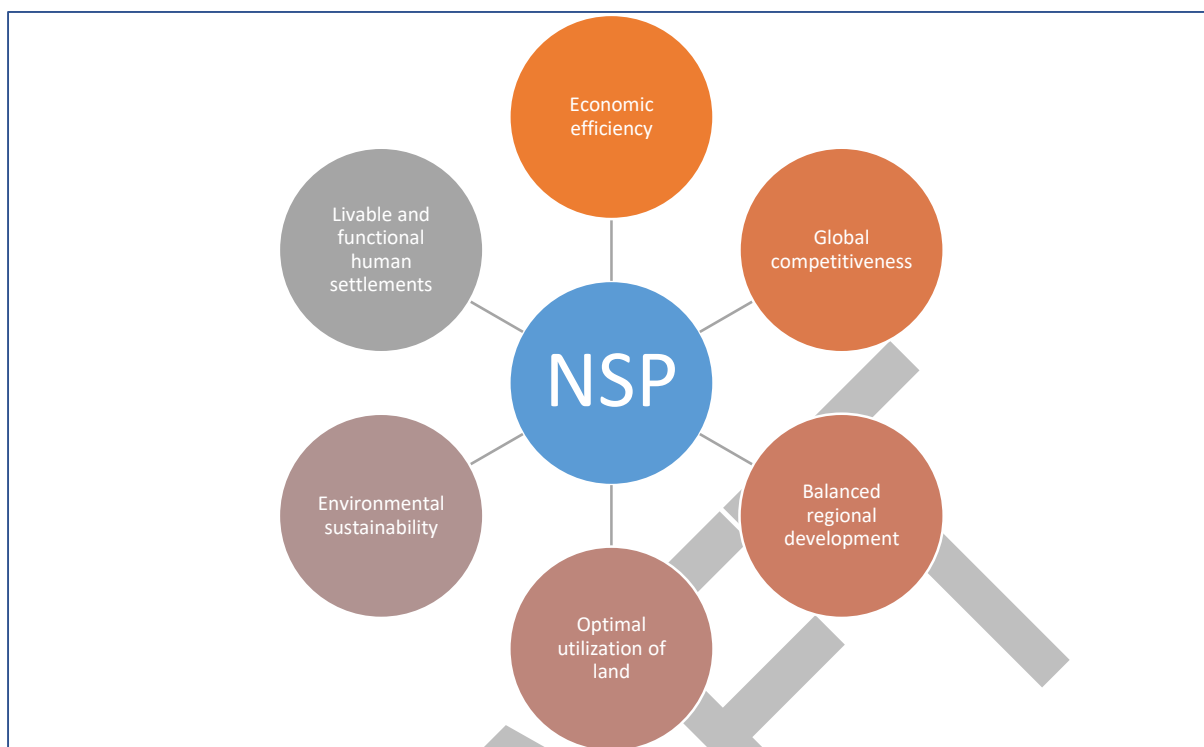 Economic
efficiency
Global
competitiveness
Balanced
regional
development
Optimal
utilization of
land
Environmental
sustainability
Livable and
functional
human
settlements
NSP